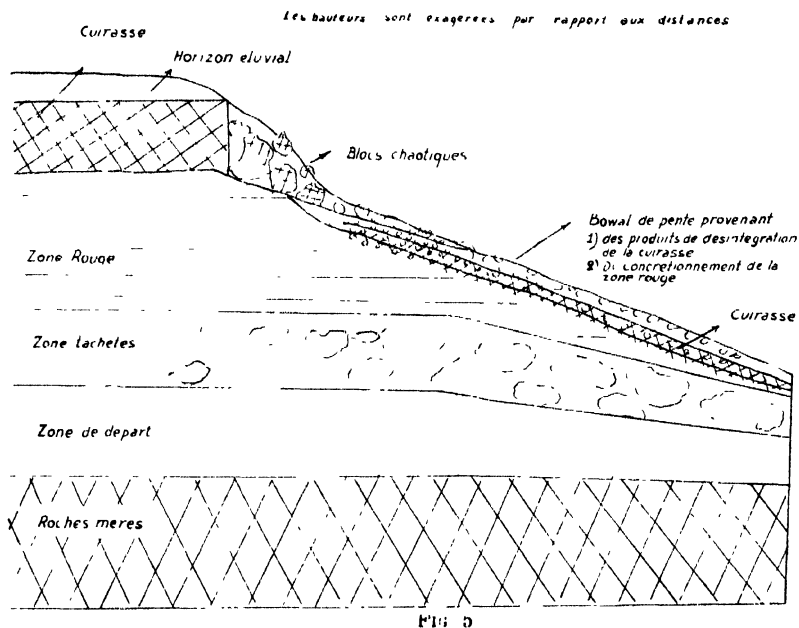 Les hauteurs sont exagérées par rapport aux distances
Cuirasse
Horizon eluvial
Blocs chaotiques
Bowal de pente provenant
1) des produits de desintegration
de la cuirasse
2) Du concretionnement de la
zone rouge
Zone Rouge
Cuirasse
Zone tachetes
Zone de depart
Roches meres
FIG 5